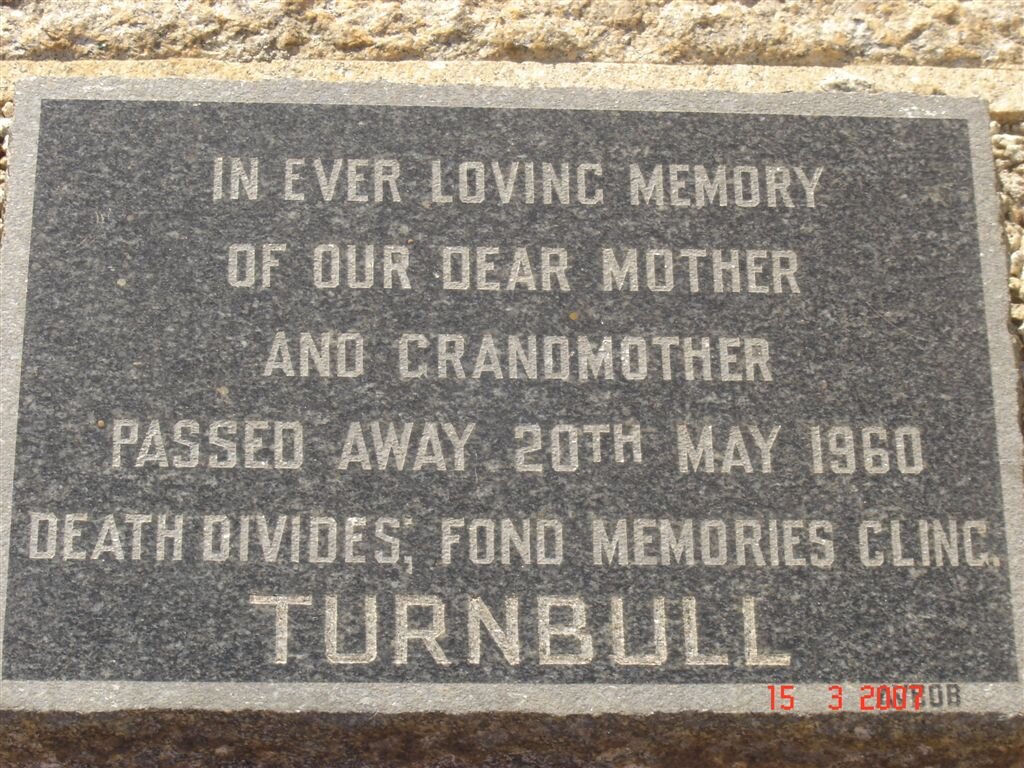 IN EVER LOVING MEMORY
OF OUR DEAR MOTHER
AND GRANDMOTHER
PASSED AWAY 20TH MAY 1960
DEATH DIVIDES; FOND MEMORIES CLING.
TURNBULL
15 3 2007